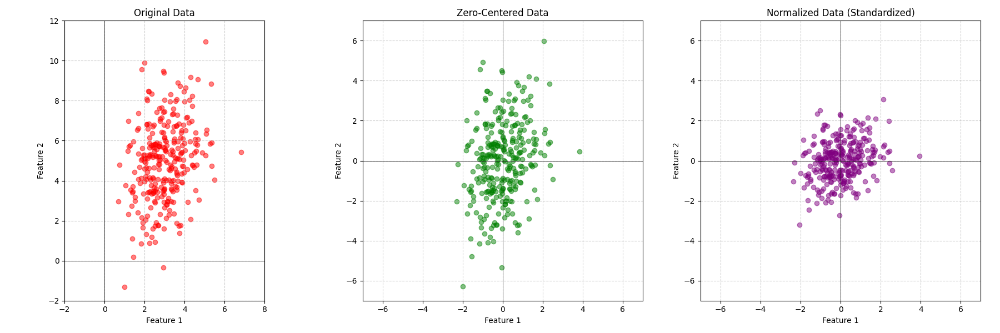 Original Data
12
10
8
6
4
2
0
−2
−2 0 2 4 6 8
Feature 1
Feature 2
Zero-Centered Data
6
4
2
0
−2
−4
−6
−6 −4 −2 0 2 4 6
Feature 1
Feature 2
Normalized Data (Standardized)
6
4
2
0
−2
−4
−6
−6 −4 −2 0 2 4 6
Feature 1
Feature 2